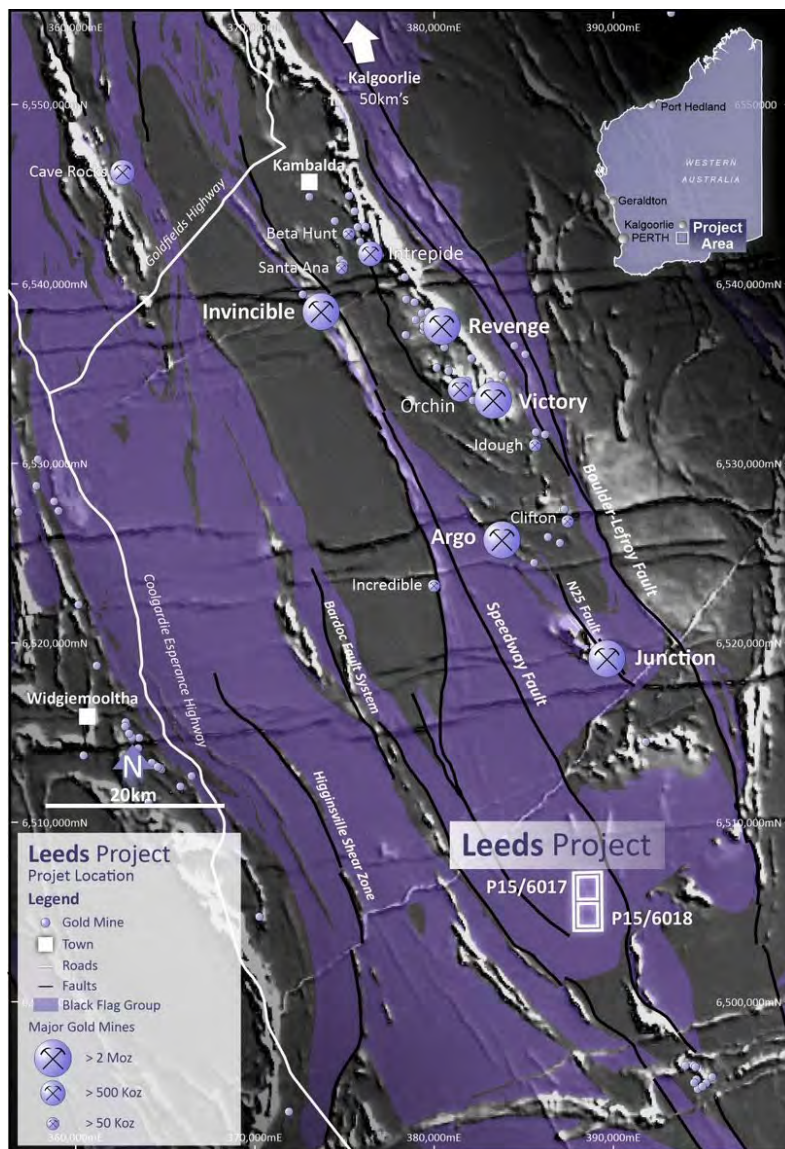 360,000mE
370,000mE
380,000mE
390,000mE
Kalgoorlie
50km's
6,550,000mN
6550000
Port Hedland
WESTERN
AUSTRALIA
Geraldton
Kalgoorlie
PERTH
Project
Area
Cave Rocks
Kambalda
Goldfields Highway
Beta Hunt
Intrepide
Santa Ana
6,540,000mN
6,540,000mN
Invincible
Revenge
Orchin
Victory
Idough
6,530,000mN
6,530,000mN
Boulder-Lefroy Fault
Clifton
Argo
Incredible
Coolgardie Esperance Highway
Bardoc Fault System
Speedway Fault
N25 Fault
6,520,000mN
6,520,000mN
Junction
Widgiemooltha
N
20km
Higginsville Shear Zone
6,510,000mN
6,510,000mN
Leeds Project
P15/6017
P15/6018
Leeds Project
Projet Location
Legend
Gold Mine
Town
Roads
Faults
Black Flag Group
Major Gold Mines
> 2 Moz
> 500 Koz
> 50 Koz
6,500,000mN
360,000mE
370,000mE
380,000mE
390,000mE